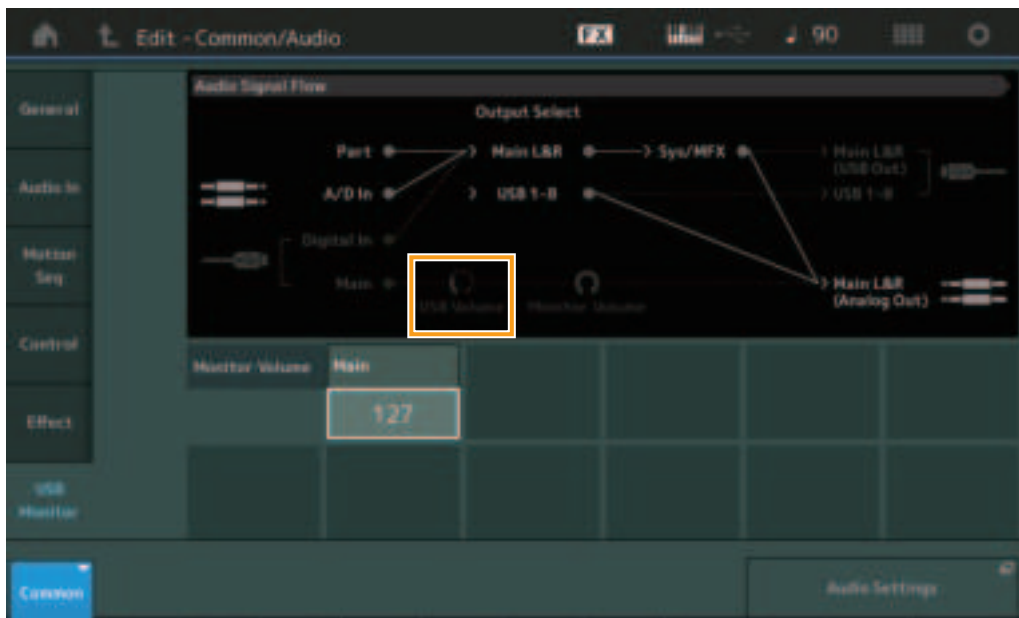 Edit - Common/Audio
FX
90
General
Audio In
Motion
Seq
Control
Effect
USB
Monitor
Common
Audio Signal Flow
Output Select
Part
Main L&R
Sys/MFX
Main L&R
(USB Out)
A/D In
USB 1-8
USB 1-8
Digital In
Main
USB Volume
Monitor Volume
Main L&R
(Analog Out)
Monitor Volume
Main
127
Audio Settings